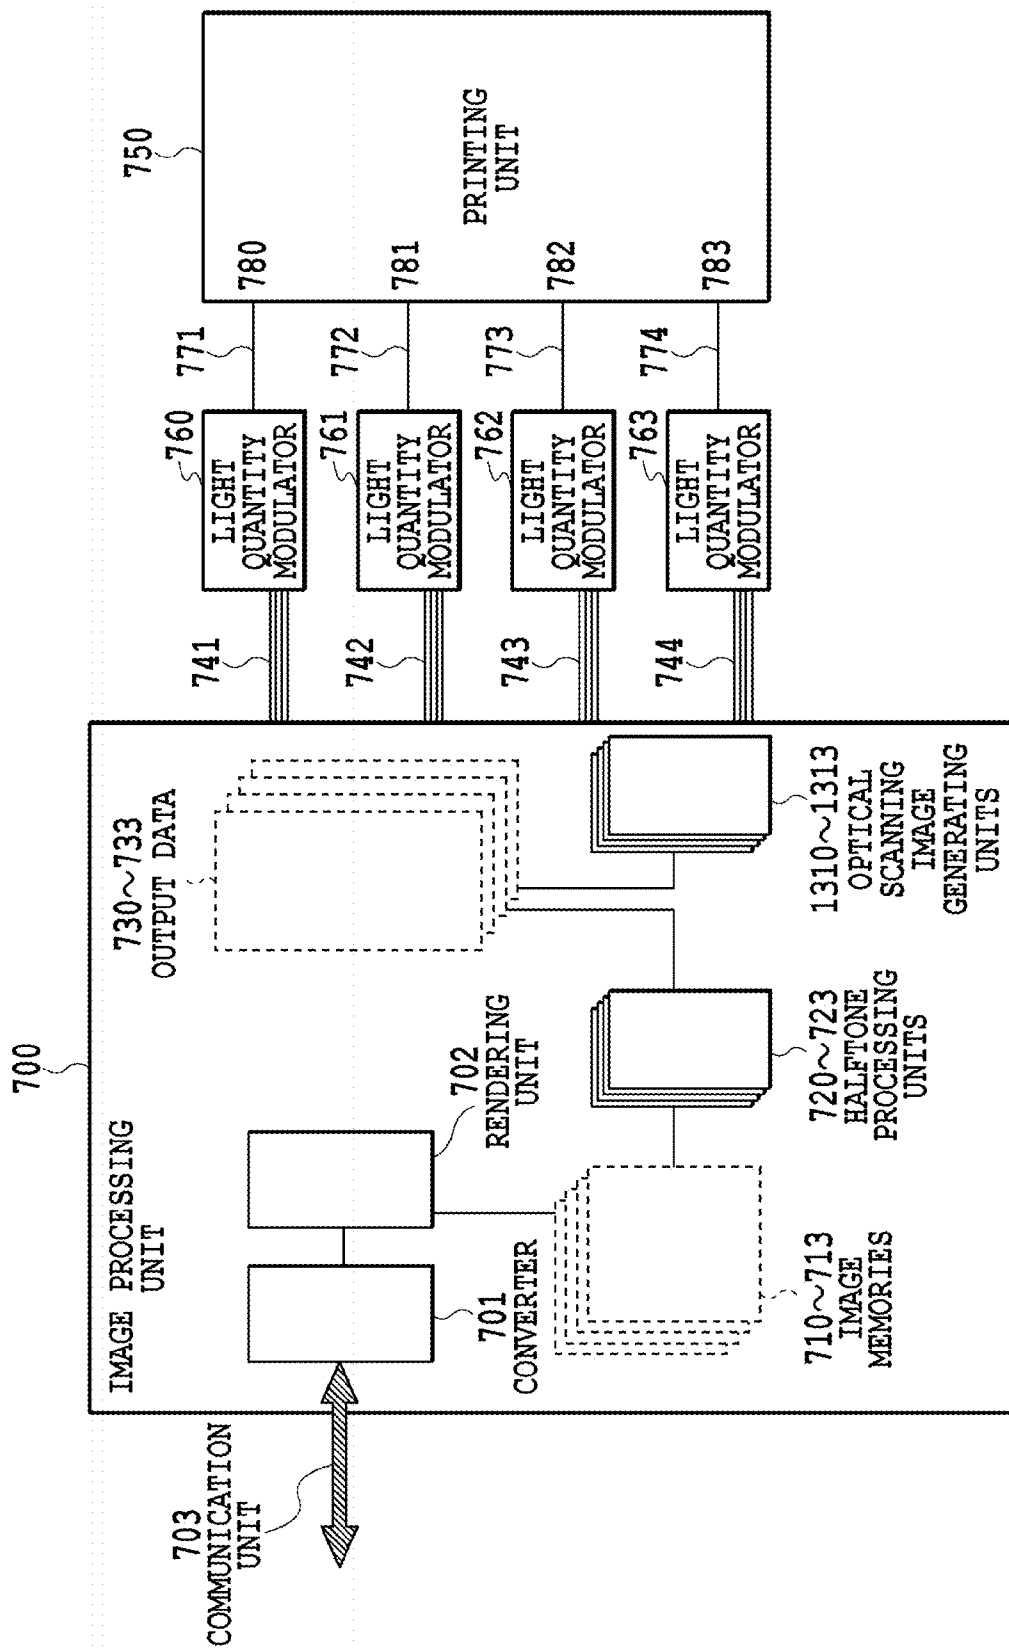 700
IMAGE PROCESSING
UNIT
703
COMMUNICATION
UNIT
701
CONVERTER
702
RENDERING
UNIT
730~733
OUTPUT DATA
710~713
IMAGE
MEMORIES
720~723
HALFTONE
PROCESSING
UNITS
1310~1313
OPTICAL
SCANNING
IMAGE
GENERATING
UNITS
741
742
743
744
760
LIGHT
QUANTITY
MODULATOR
761
LIGHT
QUANTITY
MODULATOR
762
LIGHT
QUANTITY
MODULATOR
763
LIGHT
QUANTITY
MODULATOR
771
772
773
774
750
780
781
782
783
PRINTING
UNIT